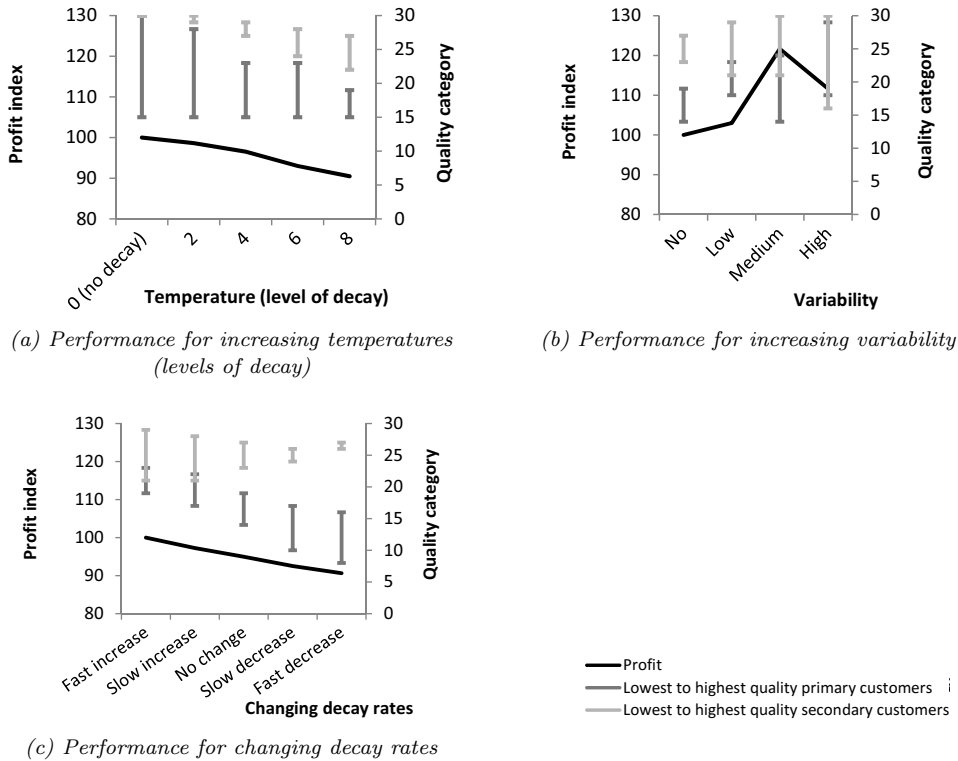 130
120
110
100
90
80
Profit index
30
25
20
15
10
5
0
Quality category
0 (no decay)
2
4
6
8
Temperature (level of decay)
(a) Performance for increasing temperatures
(levels of decay)
130
120
110
100
90
80
Profit index
30
25
20
15
10
5
0
Quality category
No
Low
Medium
High
Variability
(b) Performance for increasing variability
130
120
110
100
90
80
Profit index
30
25
20
15
10
5
0
Quality category
Fast increase
Slow increase
No change
Slow decrease
Fast decrease
Changing decay rates
(c) Performance for changing decay rates
Profit
Lowest to highest quality primary customers
Lowest to highest quality secondary customers